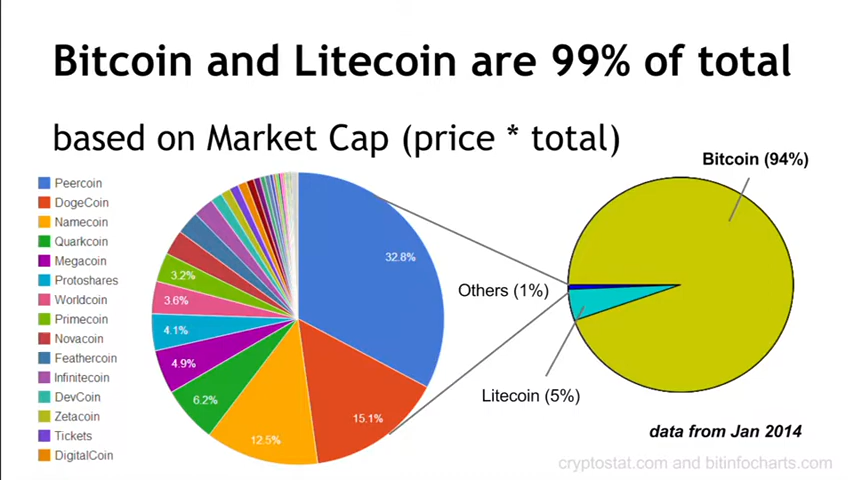 Bitcoin and Litecoin are 99% of total
based on Market Cap (price * total)
Peercoin
DogeCoin
Namecoin
Quarkcoin
Megacoin
Protoshares
Worldcoin
Primecoin
Novacoin
Feathercoin
Infinitecoin
DevCoin
Zetacoin
Tickets
DigitalCoin
32.8%
15.1%
12.5%
6.2%
4.9%
4.1%
3.6%
3.2%
Bitcoin (94%)
Others (1%)
Litecoin (5%)
data from Jan 2014
cryptostat.com and bitinfocharts.com